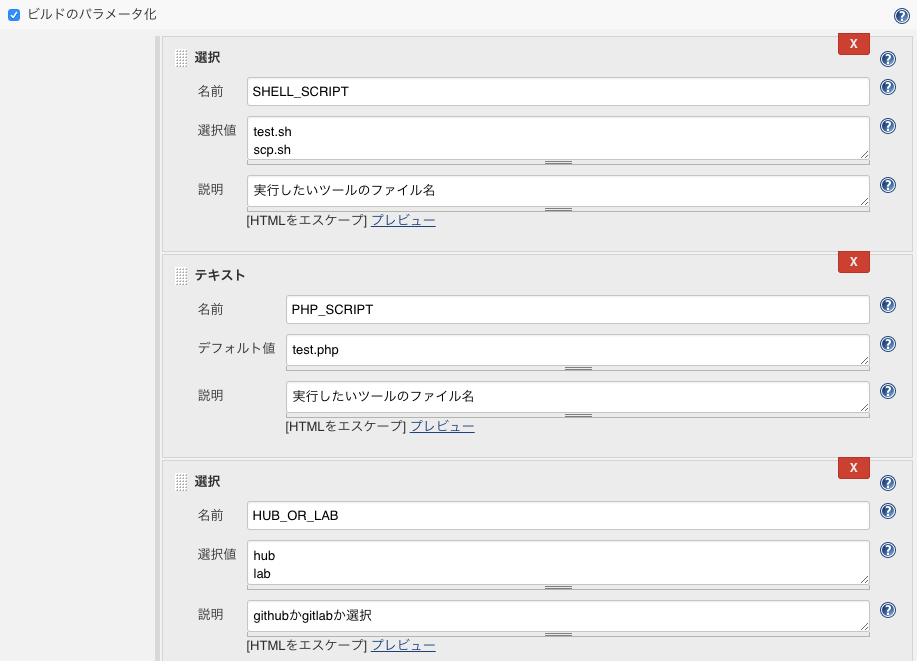 ビルドのパラメータ化
?
X
選択
?
名前
SHELL_SCRIPT
?
選択値
test.sh
scp.sh
?
説明
実行したいツールのファイル名
?
[HTMLをエスケープ] プレビュー
X
テキスト
名前
PHP_SCRIPT
?
デフォルト値
test.php
?
説明
実行したいツールのファイル名
?
[HTMLをエスケープ] プレビュー
X
選択
?
名前
HUB_OR_LAB
?
選択値
hub
lab
?
説明
githubかgitlabか選択
?
[HTMLをエスケープ] プレビュー